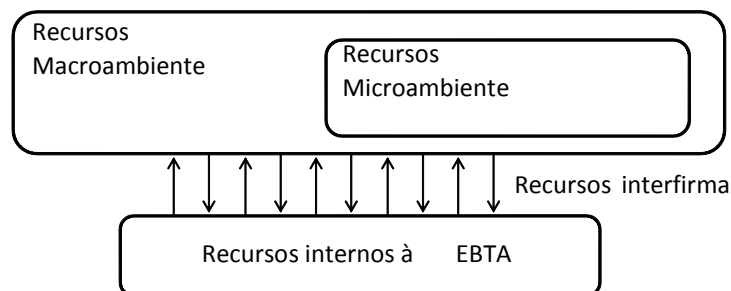 Recursos
Macroambiente
Recursos
Microambiente
Recursos interfirma
Recursos internos à EBTA